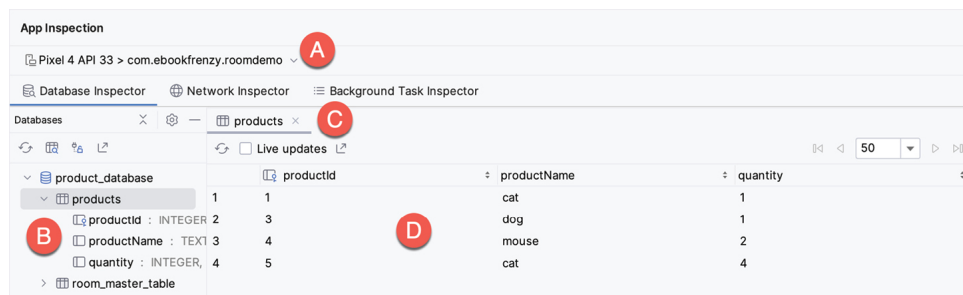 App Inspection
Pixel 4 API 33 > com.ebookfrenzy.roomdemo
A
Database Inspector Network Inspector Background Task Inspector
Databases
products
C
Live updates
50
product_database
products
productId : INTEGER
productName : TEXT
quantity : INTEGER,
room_master_table
B
productId productName quantity
1 1 cat 1
2 3 dog 1
3 4 mouse 2
4 5 cat 4
D